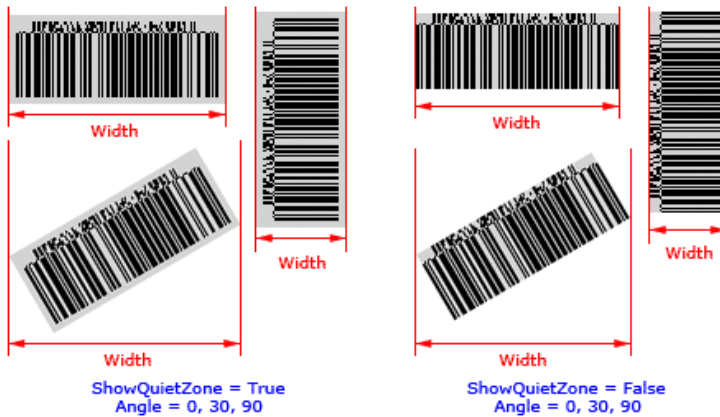 Width
Width
Width
ShowQuietZone = True
Angle = 0, 30, 90
Width
Width
Width
ShowQuietZone = False
Angle = 0, 30, 90